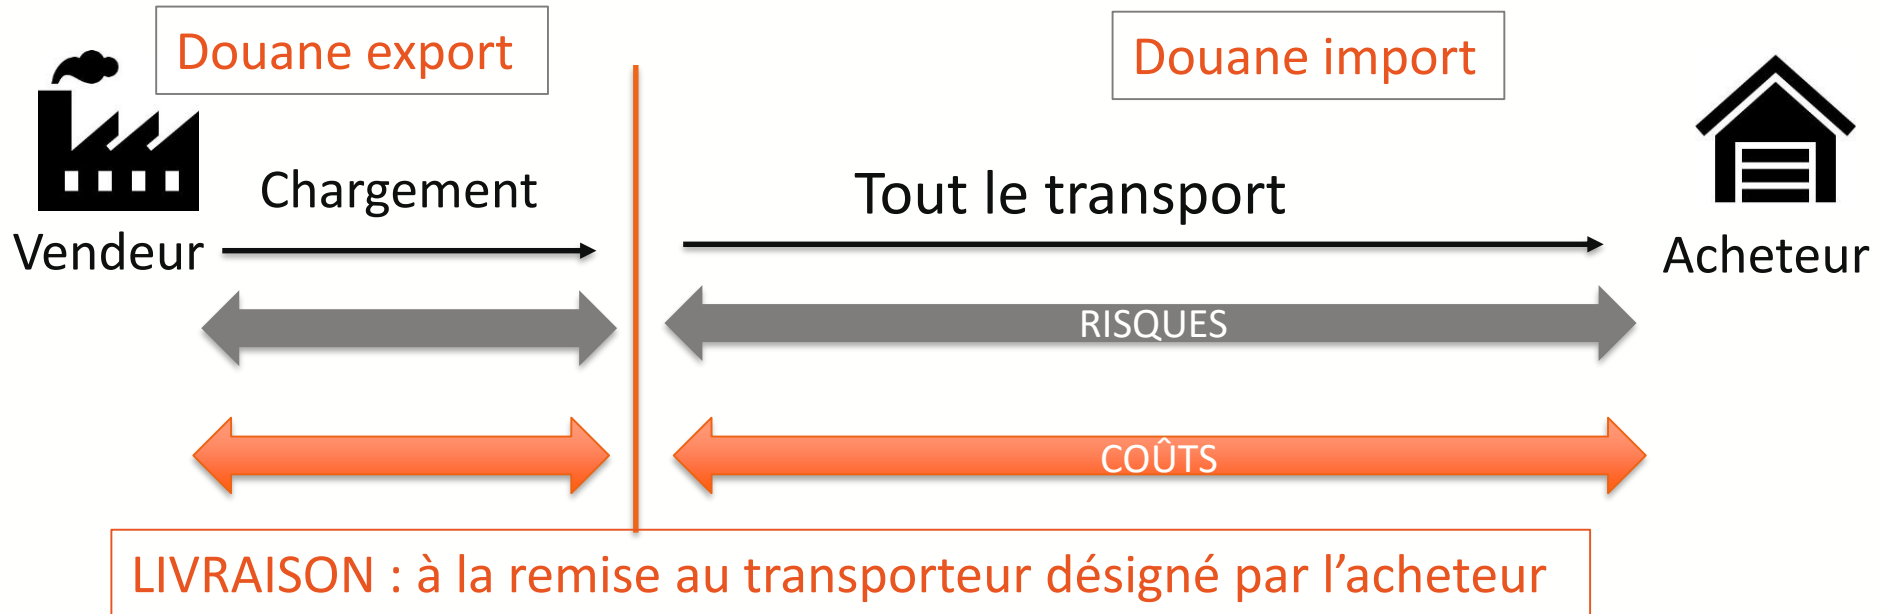 Douane export
Douane import
Chargement
Tout le transport
Vendeur
Acheteur
RISQUES
COÛTS
LIVRAISON : à la remise au transporteur désigné par l’acheteur